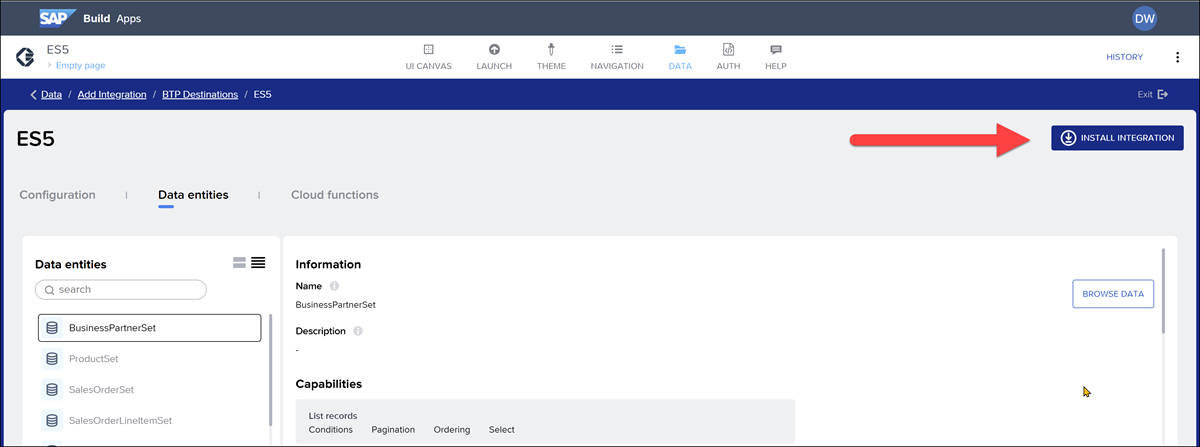 SAP Build Apps DW
ES5
Empty page
UI CANVAS LAUNCH THEME NAVIGATION DATA AUTH HELP
HISTORY
Data / Add Integration / BTP Destinations / ES5 Exit
ES5
INSTALL INTEGRATION
Configuration Data entities Cloud functions
Data entities
search
BusinessPartnerSet
ProductSet
SalesOrderSet
SalesOrderLineItemSet
Information
Name
BusinessPartnerSet
BROWSE DATA
Description
-
Capabilities
List records
Conditions Pagination Ordering Select